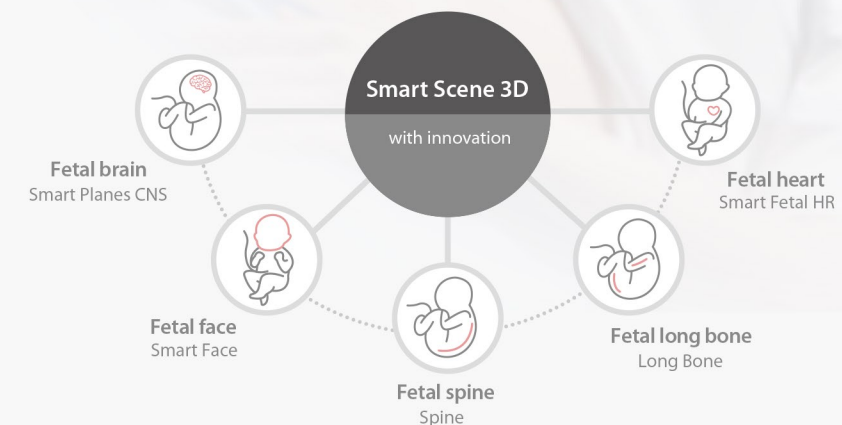 Smart Scene 3D
with innovation
Fetal brain
Smart Planes CNS
Fetal heart
Smart Fetal HR
Fetal face
Smart Face
Fetal long bone
Long Bone
Fetal spine
Spine